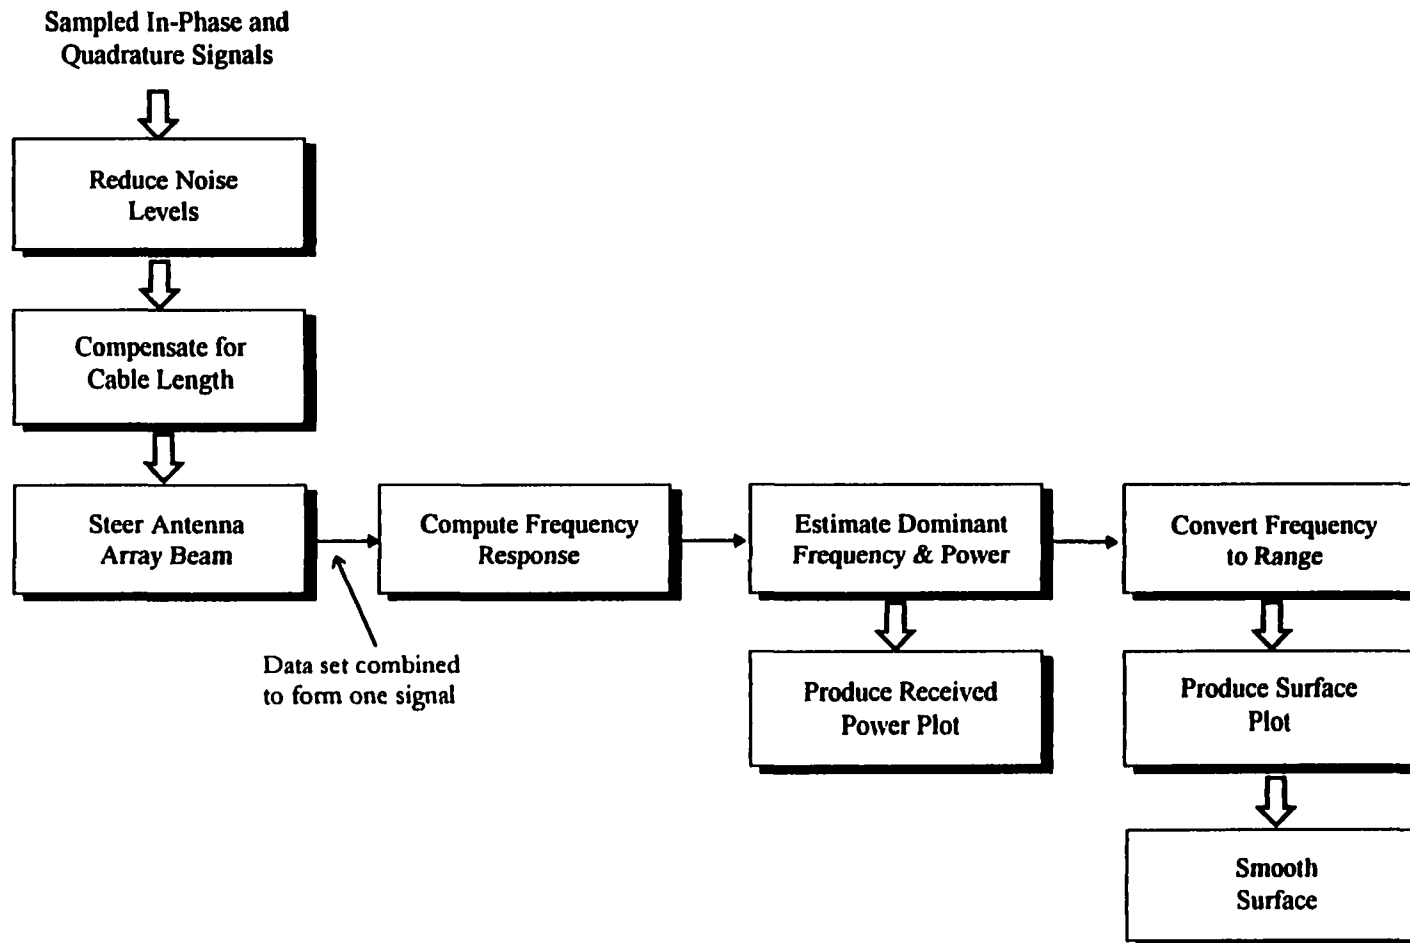 Sampled In-Phase and
Quadrature Signals
Reduce Noise
Levels
Compensate for
Cable Length
Steer Antenna
Array Beam
Compute Frequency
Response
Estimate Dominant
Frequency & Power
Convert Frequency
to Range
Data set combined
to form one signal
Produce Received
Power Plot
Produce Surface
Plot
Smooth
Surface